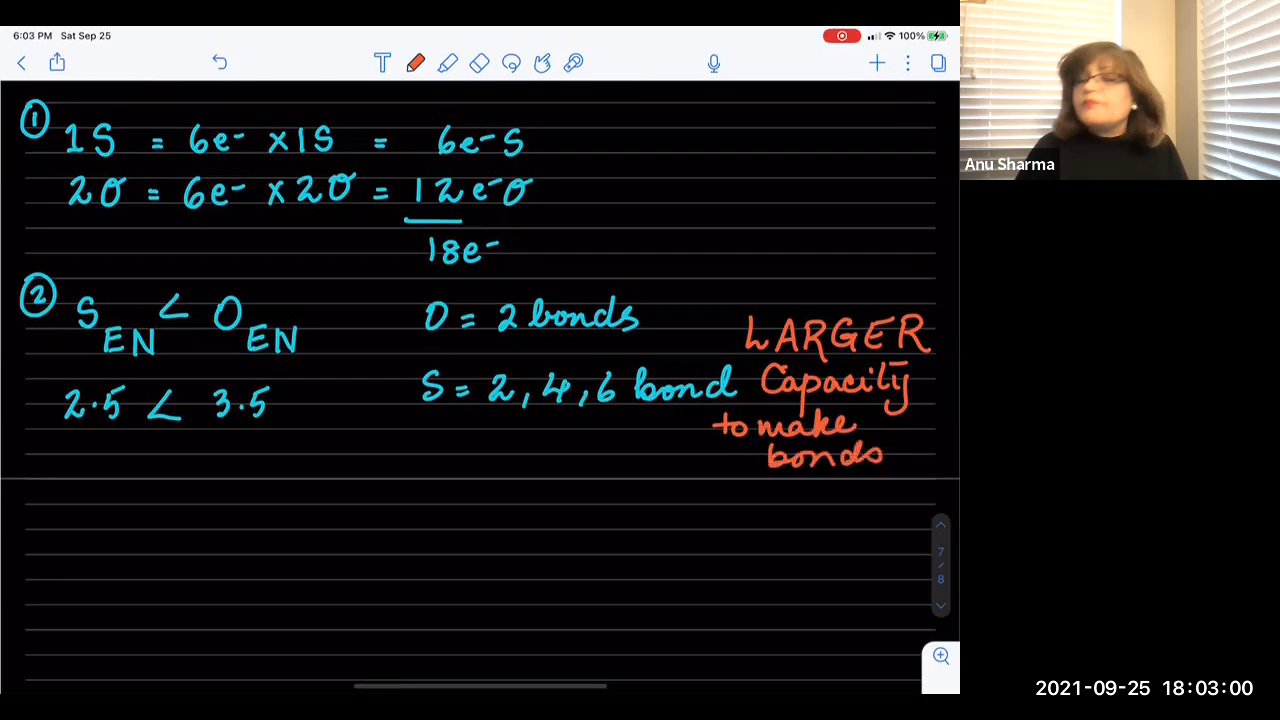 6:03 PM Sat Sep 25
100%
T
① 1S = 6e- × 1S = 6e- S
2O = 6e- × 2O = 12e- O
18e-
② S EN < O EN
O = 2 bonds
2.5 < 3.5
S = 2, 4, 6 bond
LARGER
Capacity
to make
bonds
7
/
8
Anu Sharma
2021-09-25 18:03:00